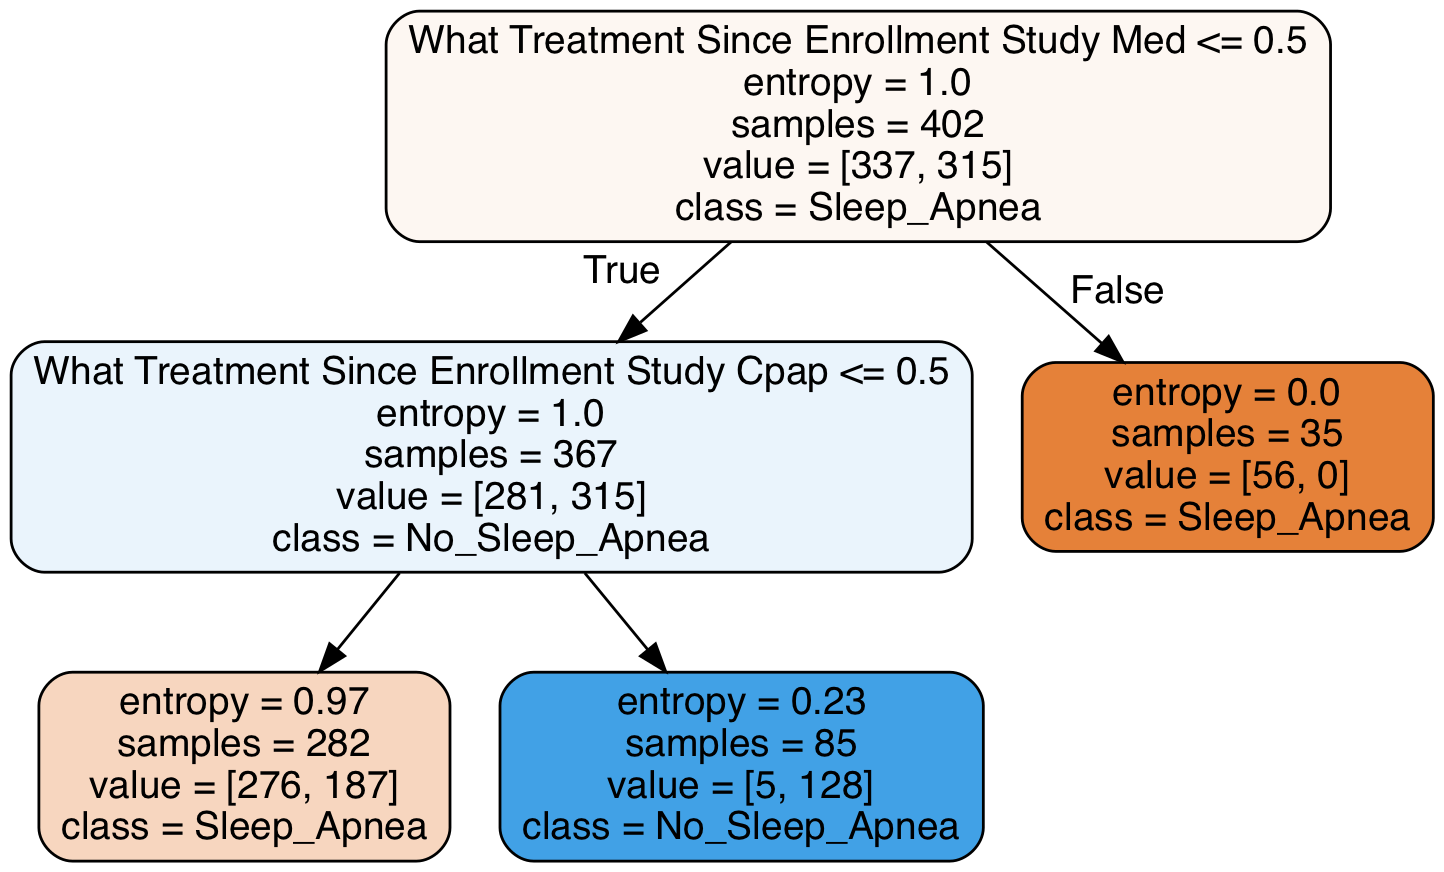 What Treatment Since Enrollment Study Med <= 0.5
entropy = 1.0
samples = 402
value = [337, 315]
class = Sleep_Apnea
True
False
What Treatment Since Enrollment Study Cpap <= 0.5
entropy = 1.0
samples = 367
value = [281, 315]
class = No_Sleep_Apnea
entropy = 0.0
samples = 35
value = [56, 0]
class = Sleep_Apnea
entropy = 0.97
samples = 282
value = [276, 187]
class = Sleep_Apnea
entropy = 0.23
samples = 85
value = [5, 128]
class = No_Sleep_Apnea